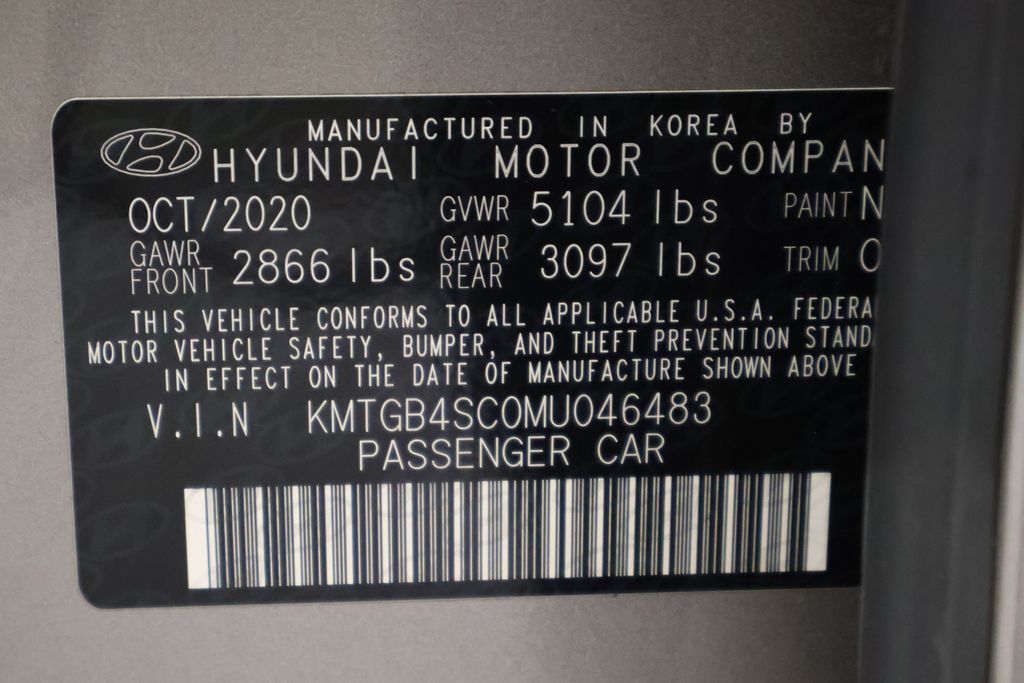 MANUFACTURED IN KOREA BY
HYUNDAI MOTOR COMPAN
OCT/2020 GVWR 5104 lbs PAINT N
GAWR FRONT 2866 lbs GAWR REAR 3097 lbs TRIM O
THIS VEHICLE CONFORMS TO ALL APPLICABLE U.S.A. FEDERA
MOTOR VEHICLE SAFETY, BUMPER, AND THEFT PREVENTION STAND
IN EFFECT ON THE DATE OF MANUFACTURE SHOWN ABOVE
V.I.N KMTGB4SC0MU046483
PASSENGER CAR